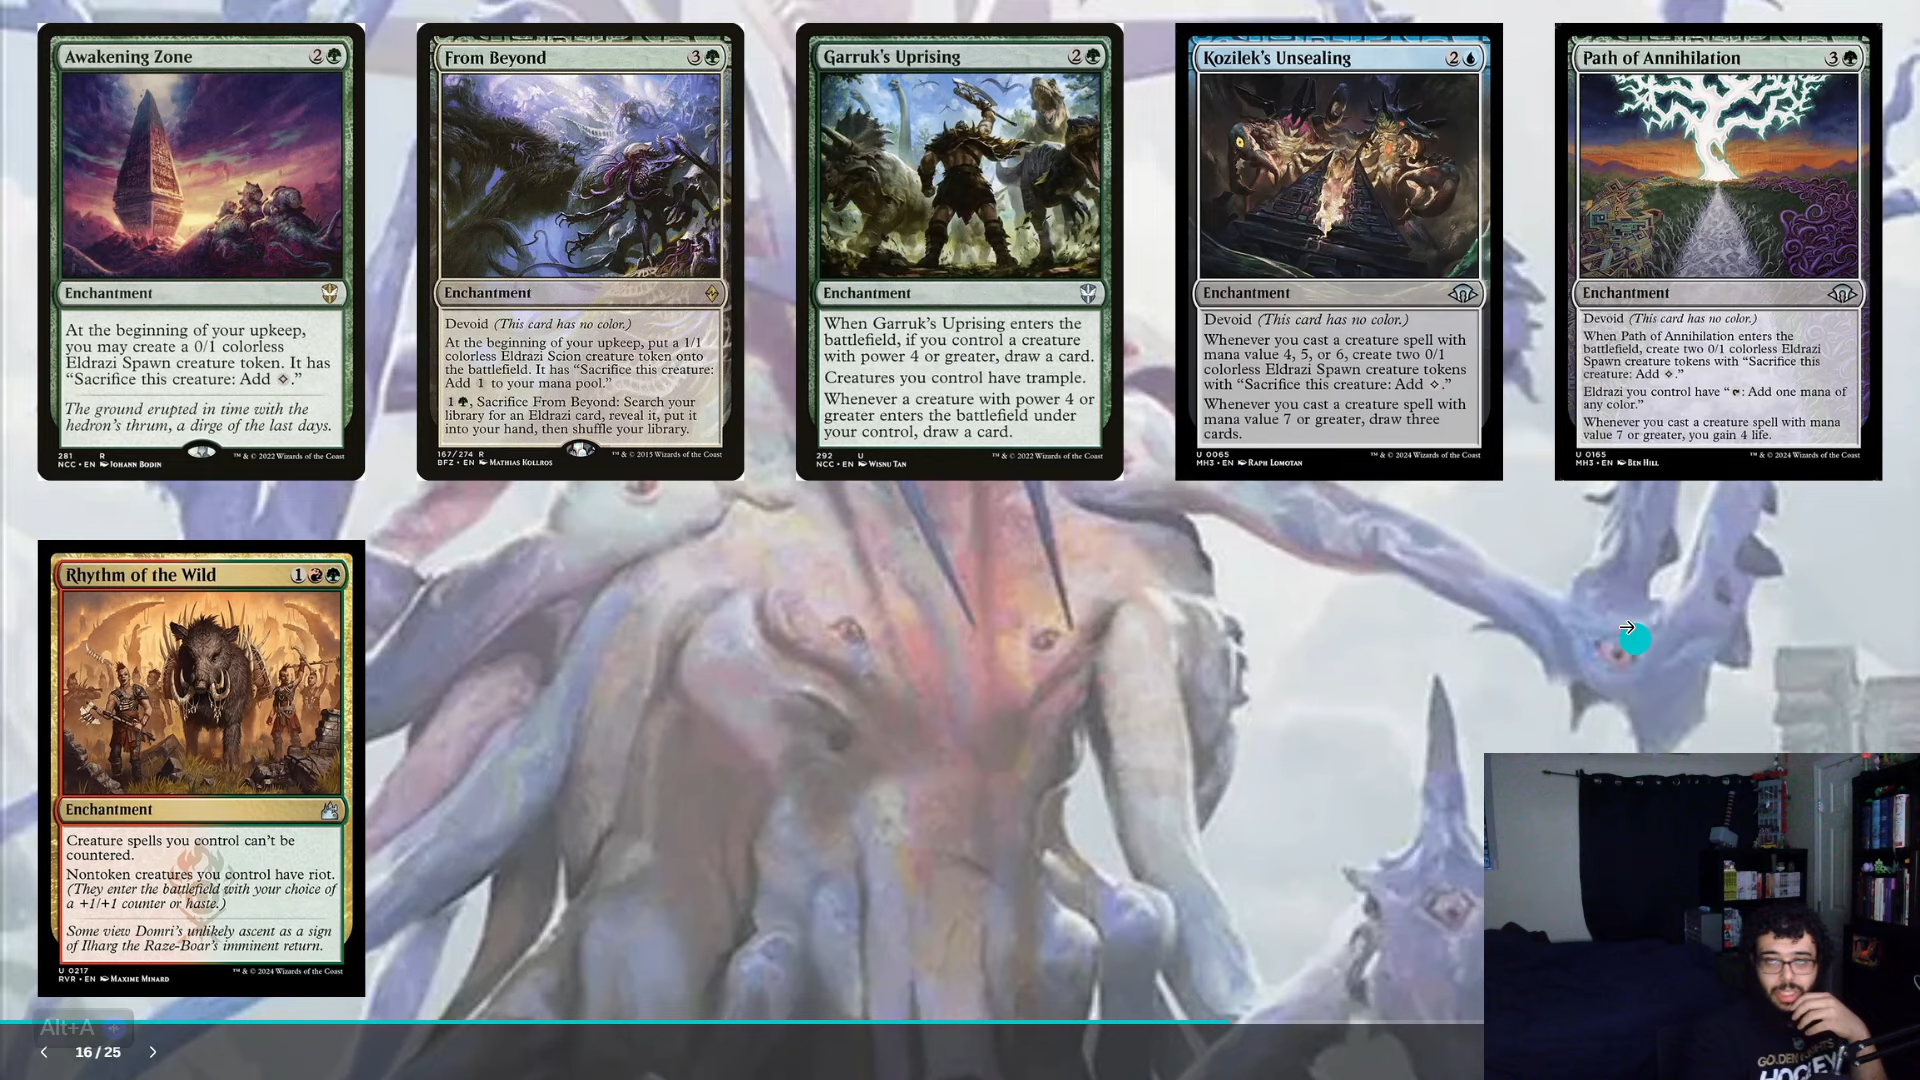 Awakening Zone 2
Enchantment
At the beginning of your upkeep,
you may create a 0/1 colorless
Eldrazi Spawn creature token. It has
“Sacrifice this creature: Add ◇.”
The ground erupted in time with the
hedron's thrum, a dirge of the last days.
281 R
NCC • EN Johann Bodin ™ & © 2022 Wizards of the Coast
From Beyond 3
Enchantment
Devoid (This card has no color.)
At the beginning of your upkeep, put a 1/1
colorless Eldrazi Scion creature token onto
the battlefield. It has “Sacrifice this creature:
Add 1 to your mana pool.”
1 , Sacrifice From Beyond: Search your
library for an Eldrazi card, reveal it, put it
into your hand, then shuffle your library.
167/274 R
BFZ • EN Mathias Kollros ™ & © 2015 Wizards of the Coast
Garruk's Uprising 2
Enchantment
When Garruk's Uprising enters the
battlefield, if you control a creature
with power 4 or greater, draw a card.
Creatures you control have trample.
Whenever a creature with power 4 or
greater enters the battlefield under
your control, draw a card.
292 U
NCC • EN Wisnu Tan ™ & © 2022 Wizards of the Coast
Kozilek's Unsealing 2
Enchantment
Devoid (This card has no color.)
Whenever you cast a creature spell with
mana value 4, 5, or 6, create two 0/1
colorless Eldrazi Spawn creature tokens
with “Sacrifice this creature: Add ◇.”
Whenever you cast a creature spell with
mana value 7 or greater, draw three
cards.
U 0065
MH3 • EN Raph Lomotan ™ & © 2024 Wizards of the Coast
Path of Annihilation 3
Enchantment
Devoid (This card has no color.)
When Path of Annihilation enters the
battlefield, create two 0/1 colorless Eldrazi
Spawn creature tokens with “Sacrifice this
creature: Add ◇.”
Eldrazi you control have “ : Add one mana of
any color.”
Whenever you cast a creature spell with mana
value 7 or greater, you gain 4 life.
U 0165
MH3 • EN Ben Hill ™ & © 2024 Wizards of the Coast
Rhythm of the Wild 1
Enchantment
Creature spells you control can't be
countered.
Nontoken creatures you control have riot.
(They enter the battlefield with your choice of
a +1/+1 counter or haste.)
Some view Domri's unlikely ascent as a sign
of Ilharg the Raze-Boar's imminent return.
U 0217
RVR • EN Maxime Minard ™ & © 2024 Wizards of the Coast
Alt+A
16 / 25
GOLDEN KNIGHTS
HOCKEY